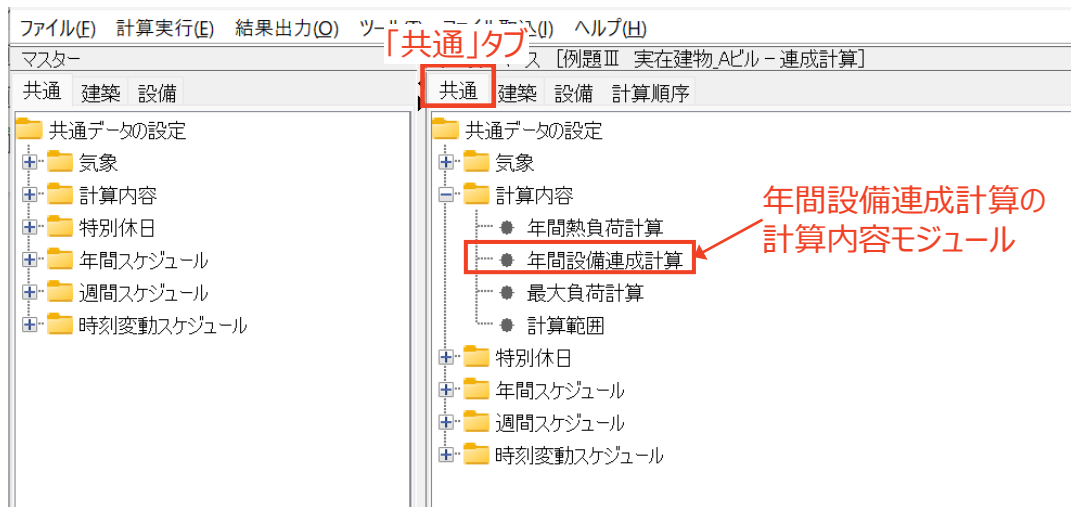 ファイル(F) 計算実行(E) 結果出力(O)
ヘルプ(H)
「共通」タブ
マスター
ス [例題Ⅲ 実在建物_Aビル－連成計算]
共通 建築 設備
共通 建築 設備 計算順序
共通データの設定
気象
計算内容
特別休日
年間スケジュール
週間スケジュール
時刻変動スケジュール
共通データの設定
気象
計算内容
年間熱負荷計算
年間設備連成計算
最大負荷計算
計算範囲
特別休日
年間スケジュール
週間スケジュール
時刻変動スケジュール
年間設備連成計算の
計算内容モジュール